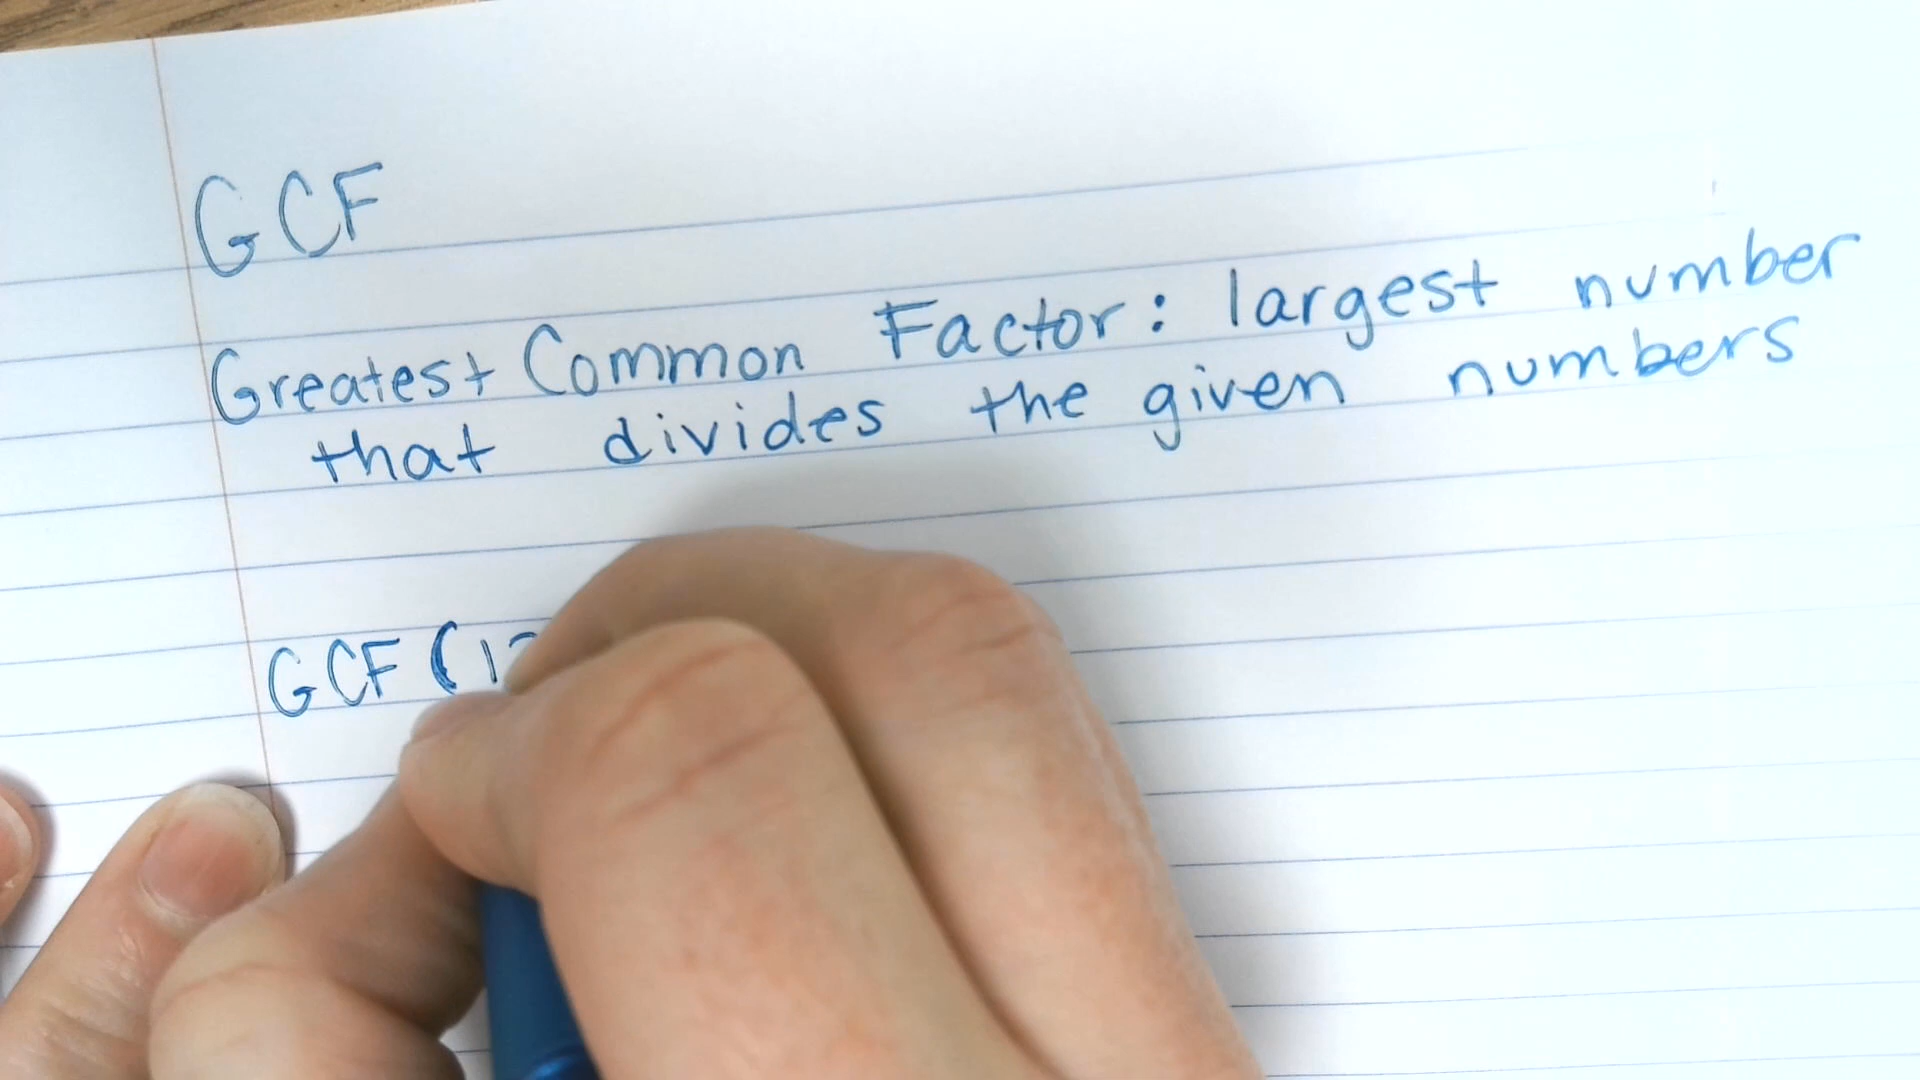 GCF
Greatest Common Factor: largest number
that divides the given numbers
GCF (1